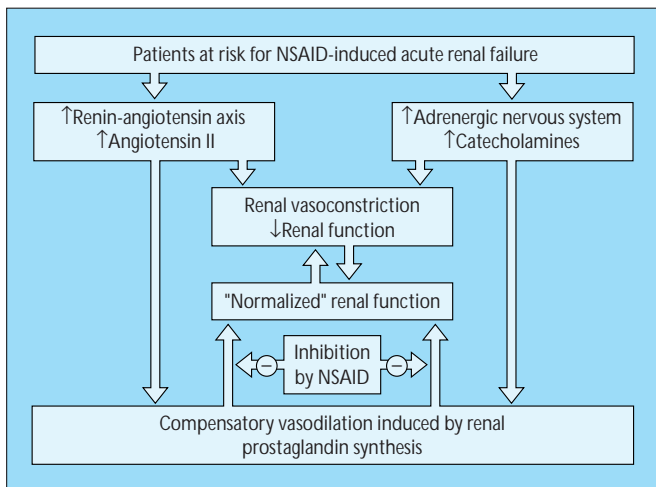 Patients at risk for NSAID-induced acute renal failure
↑Renin-angiotensin axis
↑Angiotensin II
↑Adrenergic nervous system
↑Catecholamines
Renal vasoconstriction
↓Renal function
"Normalized" renal function
Inhibition
by NSAID
Compensatory vasodilation induced by renal
prostaglandin synthesis